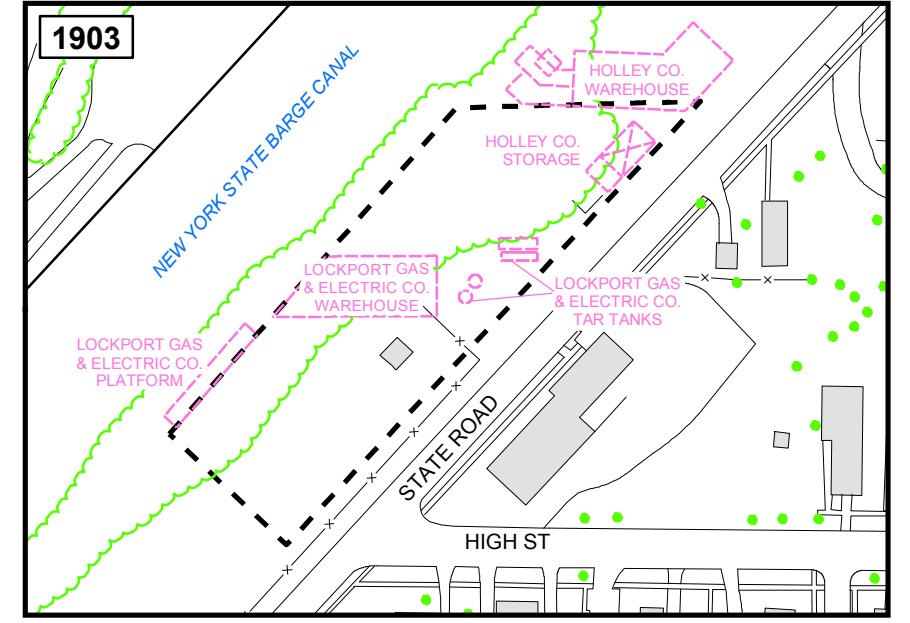 1903
NEW YORK STATE BARGE CANAL
HOLLEY CO.
WAREHOUSE
HOLLEY CO.
STORAGE
LOCKPORT GAS
& ELECTRIC CO.
WAREHOUSE
LOCKPORT GAS
& ELECTRIC CO.
TAR TANKS
LOCKPORT GAS
& ELECTRIC CO.
PLATFORM
STATE ROAD
HIGH ST